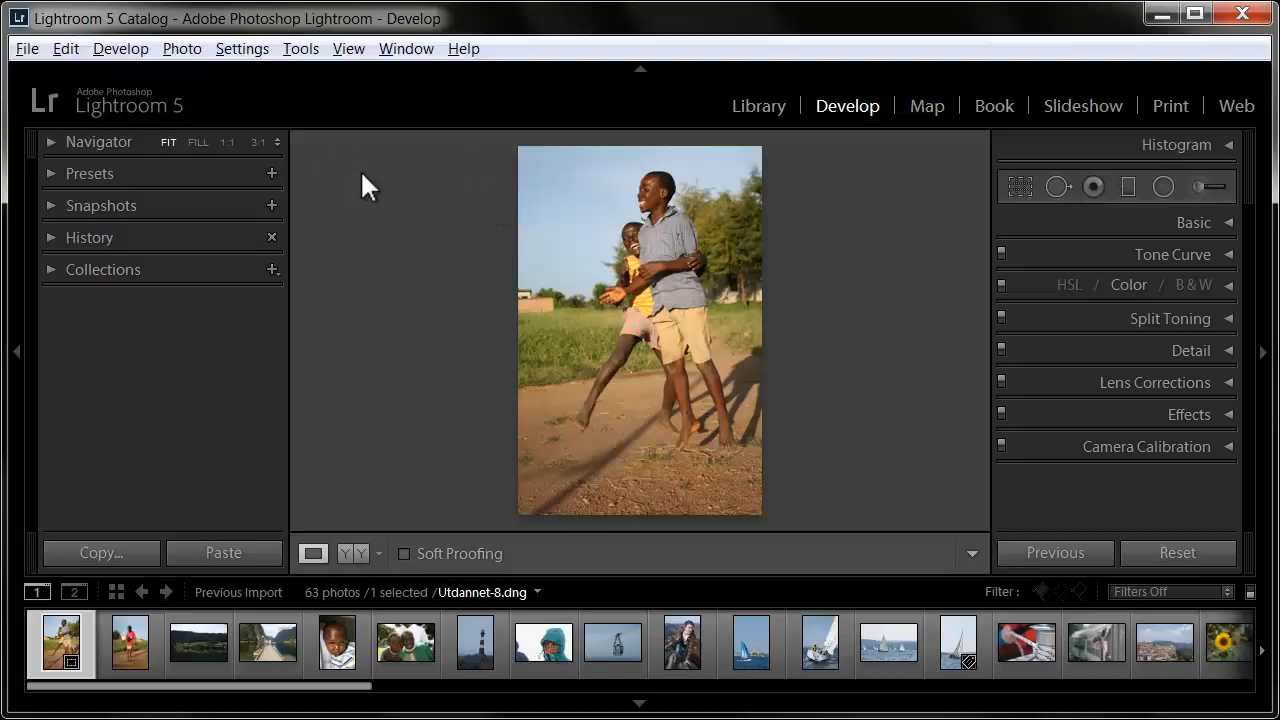 Lr Lightroom 5 Catalog - Adobe Photoshop Lightroom - Develop
File Edit Develop Photo Settings Tools View Window Help
Lr Adobe Photoshop
Lightroom 5
Library Develop Map Book Slideshow Print Web
Navigator FIT FILL 1:1 3:1
Presets
Snapshots
History
Collections
Histogram
Basic
Tone Curve
HSL / Color / B & W
Split Toning
Detail
Lens Corrections
Effects
Camera Calibration
Copy... Paste
YY Soft Proofing
Previous Reset
1 2 Previous Import 63 photos / 1 selected / Utdannet-8.dng Filter : Filters Off